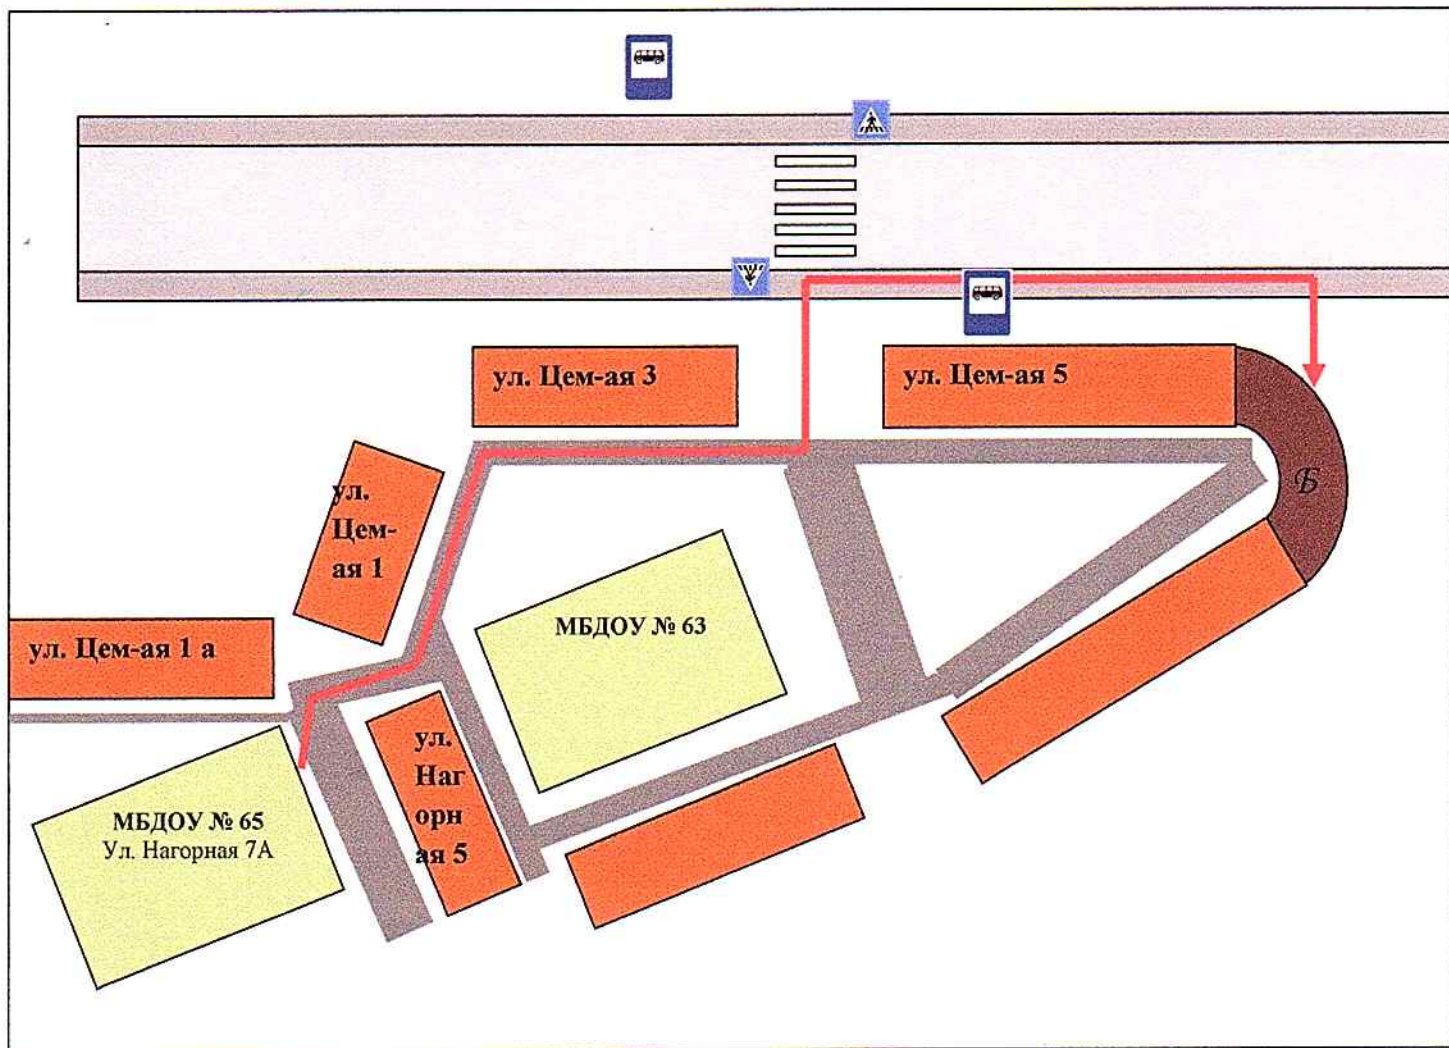 ул. Цем-ая 3
ул. Цем-ая 5
ул.
Цем-
ая 1
Б
МБДОУ № 63
ул. Цем-ая 1 а
ул.
Наг
орн
ая 5
МБДОУ № 65
Ул. Нагорная 7А